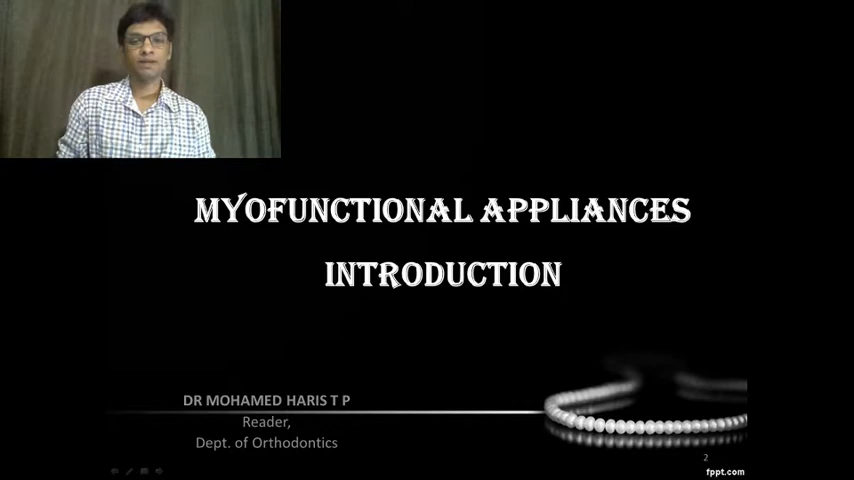 MYOFUNCTIONAL APPLIANCES
INTRODUCTION
DR MOHAMED HARIS T P
Reader,
Dept. of Orthodontics
2
fppt.com